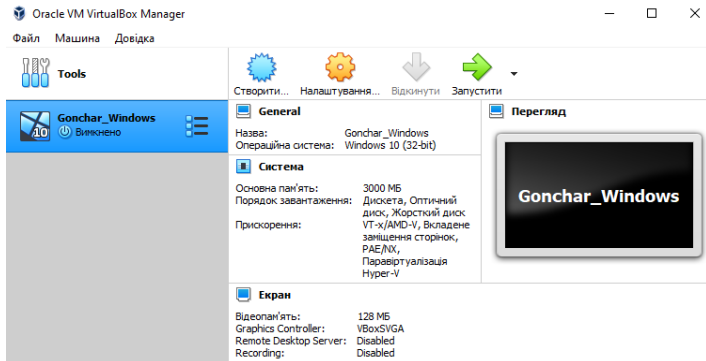 Oracle VM VirtualBox Manager
Файл Машина Довідка
Tools
Створити... Налаштування... Відкинути Запустити
Gonchar_Windows
Вимкнено
10
General
Назва: Gonchar_Windows
Операційна система: Windows 10 (32-bit)
Система
Основна пам'ять: 3000 МБ
Порядок завантаження: Дискета, Оптичний
диск, Жорсткий диск
Прискорення: VT-x/AMD-V, Вкладене
заміщення сторінок,
PAE/NX,
Паравіртуалізація
Hyper-V
Екран
Відеопам'ять: 128 МБ
Graphics Controller: VBoxSVGA
Remote Desktop Server: Disabled
Recording: Disabled
Перегляд
Gonchar_Windows